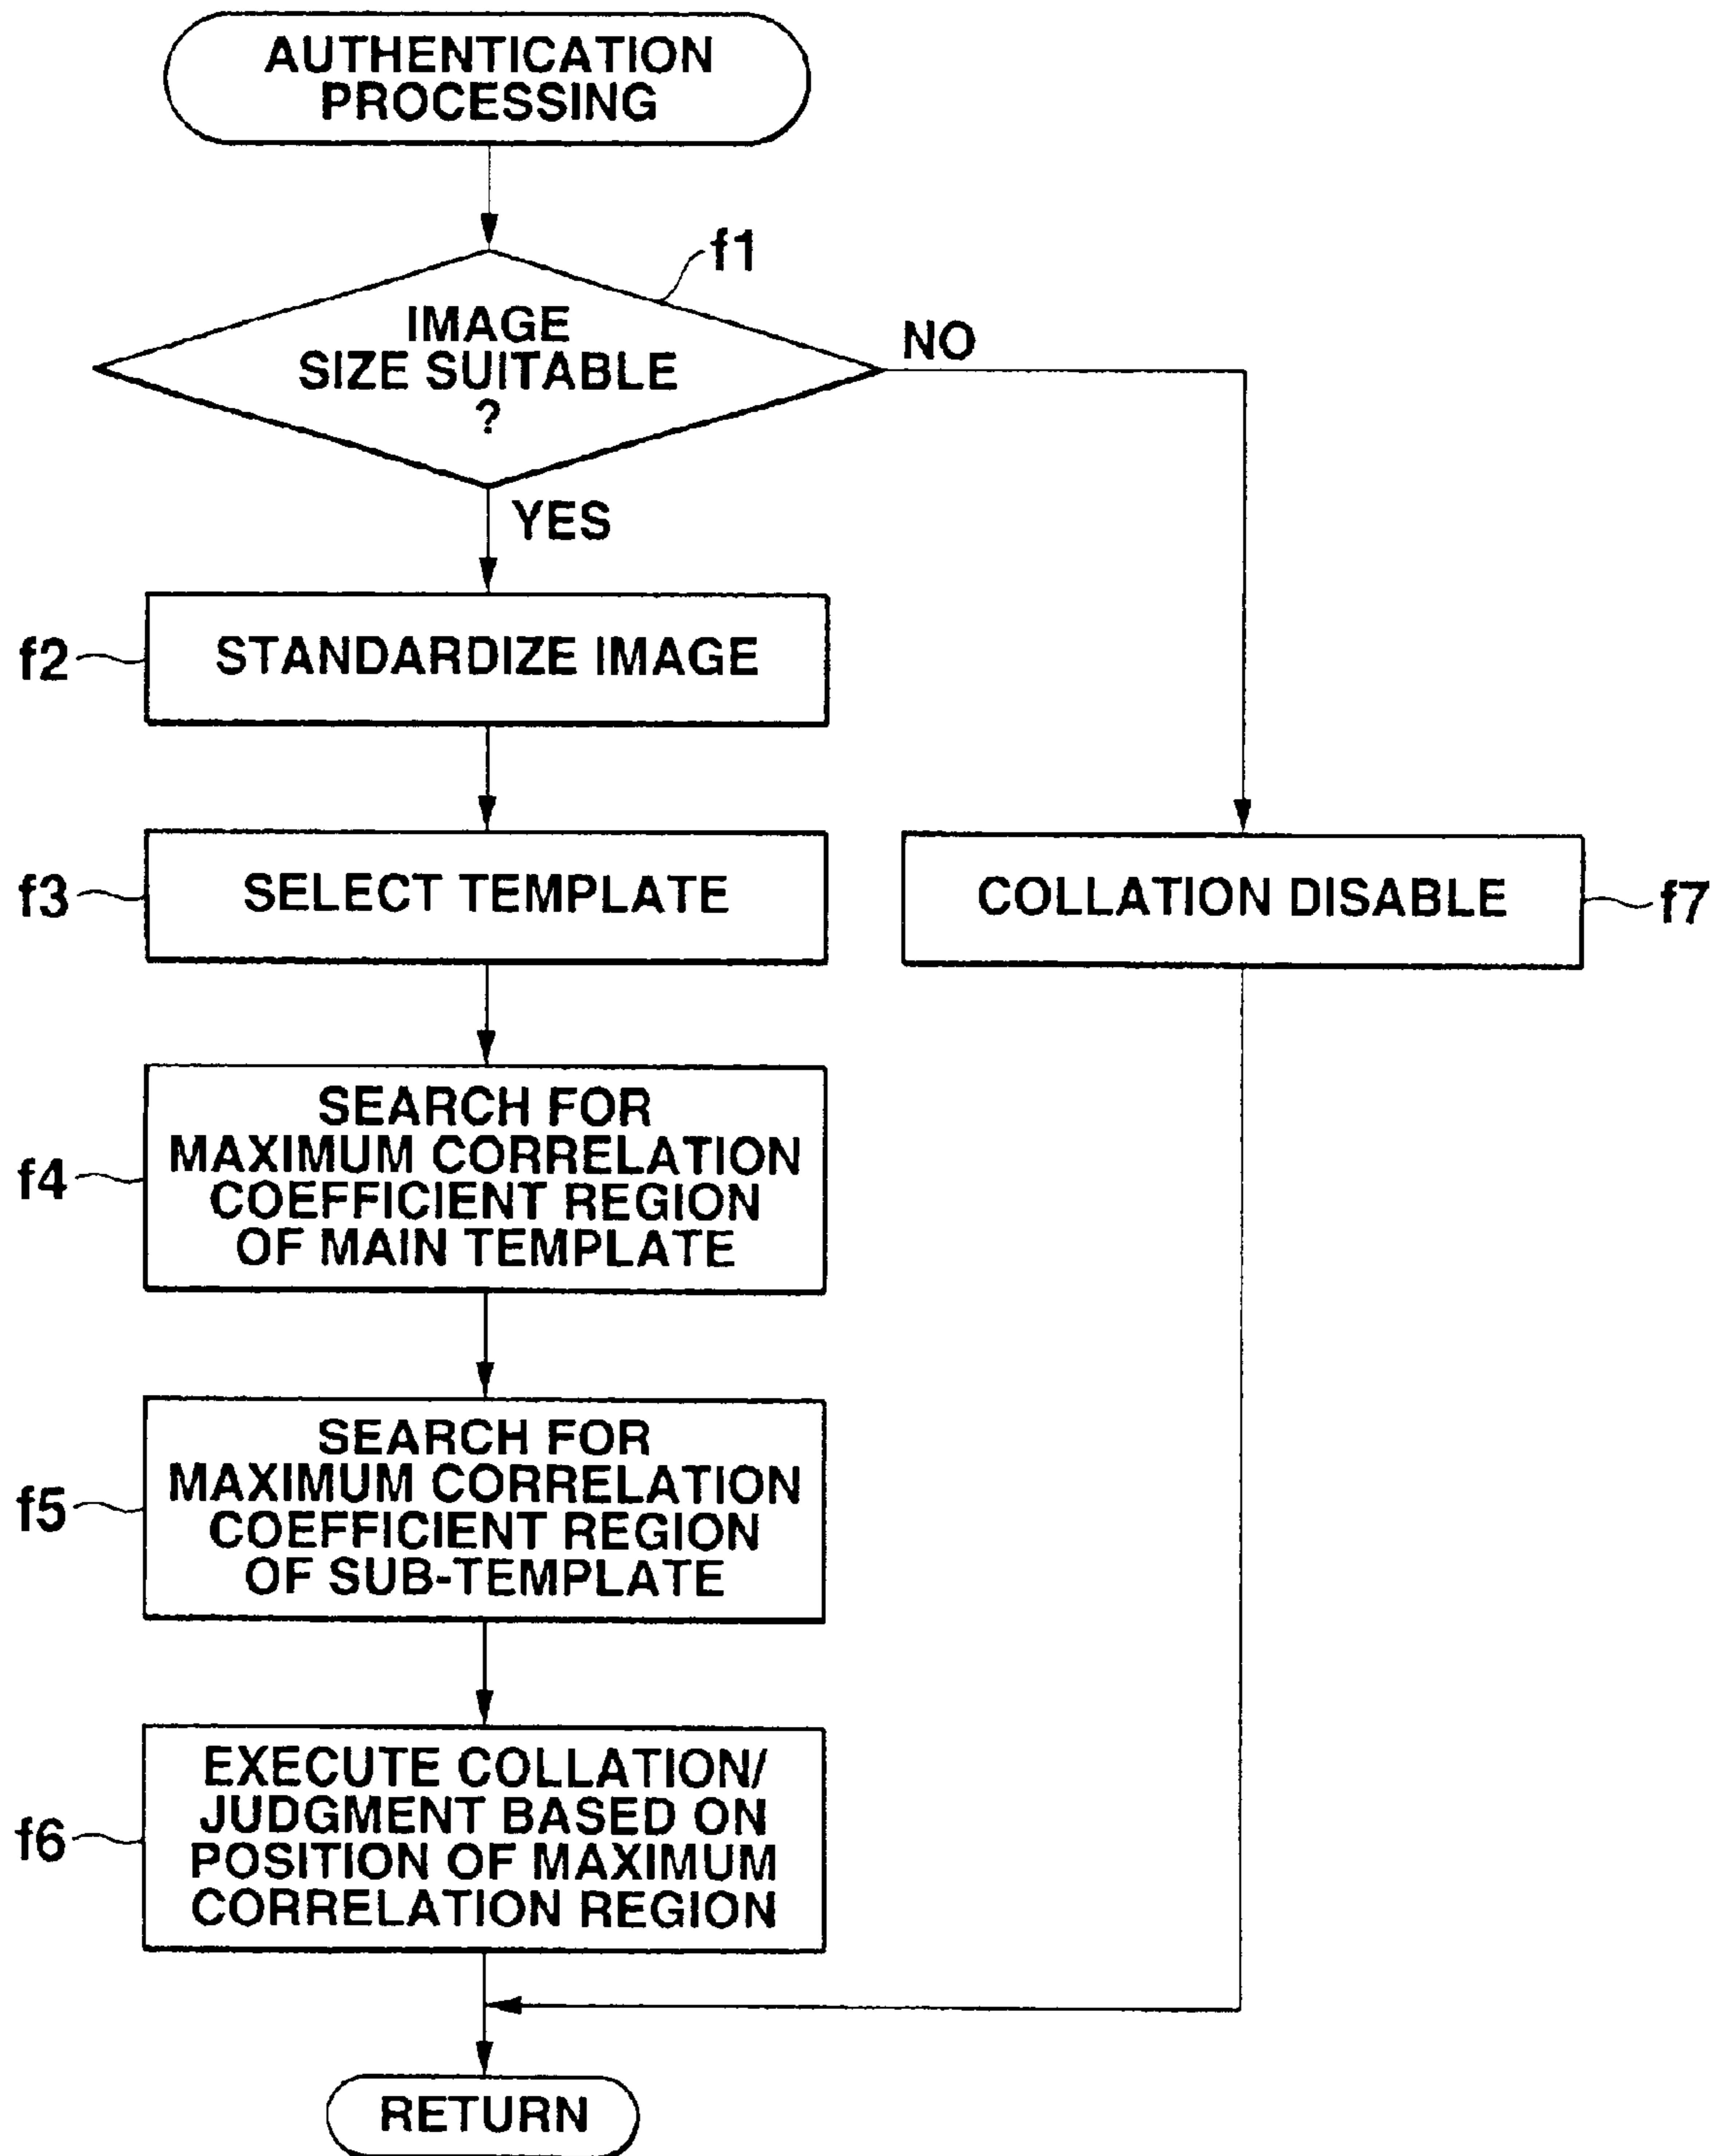 AUTHENTICATION
PROCESSING
f1
IMAGE
SIZE SUITABLE
?
NO
YES
f2
STANDARDIZE IMAGE
f3
SELECT TEMPLATE
COLLATION DISABLE
f7
f4
SEARCH FOR
MAXIMUM CORRELATION
COEFFICIENT REGION
OF MAIN TEMPLATE
f5
SEARCH FOR
MAXIMUM CORRELATION
COEFFICIENT REGION
OF SUB-TEMPLATE
f6
EXECUTE COLLATION/
JUDGMENT BASED ON
POSITION OF MAXIMUM
CORRELATION REGION
RETURN